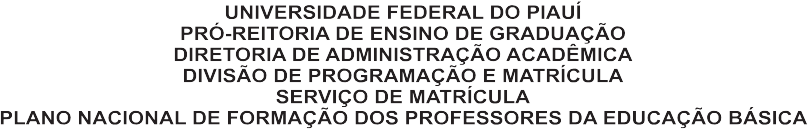 UNIVERSIDADE FEDERAL DO PIAUÍ
PRÓ-REITORIA DE ENSINO DE GRADUAÇÃO
DIRETORIA DE ADMINISTRAÇÃO ACADÊMICA
DIVISÃO DE PROGRAMAÇÃO E MATRÍCULA
SERVIÇO DE MATRÍCULA
PLANO NACIONAL DE FORMAÇÃO DOS PROFESSORES DA EDUCAÇÃO BÁSICA